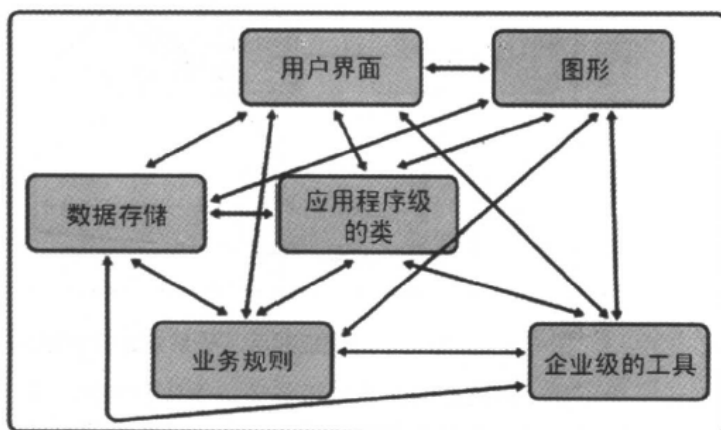 用户界面
图形
数据存储
应用程序级
的类
业务规则
企业级的工具